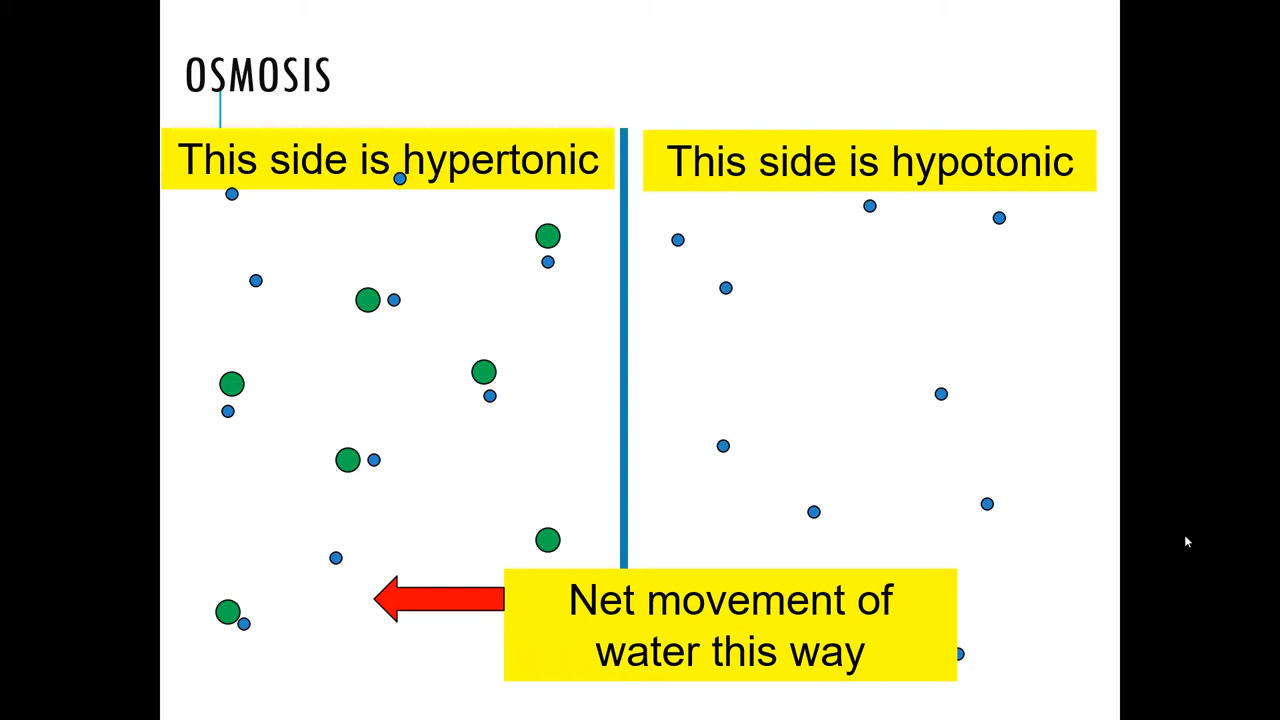 OSMOSIS
This side is hypertonic
This side is hypotonic
Net movement of
water this way